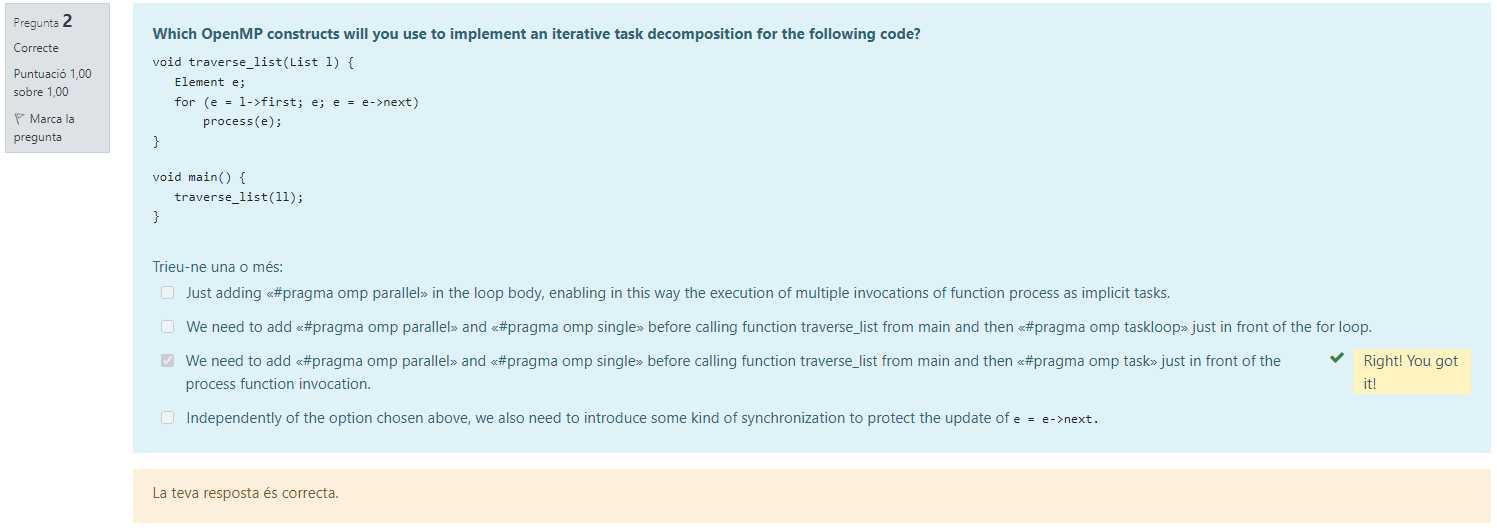 Pregunta 2
Correcte
Puntuació 1,00
sobre 1,00
Marca la
pregunta
Which OpenMP constructs will you use to implement an iterative task decomposition for the following code?
void traverse_list(List l) {
Element e;
for (e = l->first; e; e = e->next)
process(e);
}
void main() {
traverse_list(ll);
}
Trieu-ne una o més:
Just adding «#pragma omp parallel» in the loop body, enabling in this way the execution of multiple invocations of function process as implicit tasks.
We need to add «#pragma omp parallel» and «#pragma omp single» before calling function traverse_list from main and then «#pragma omp taskloop» just in front of the for loop.
We need to add «#pragma omp parallel» and «#pragma omp single» before calling function traverse_list from main and then «#pragma omp task» just in front of the
process function invocation.
Right! You got
it!
Independently of the option chosen above, we also need to introduce some kind of synchronization to protect the update of e = e->next.
La teva resposta és correcta.